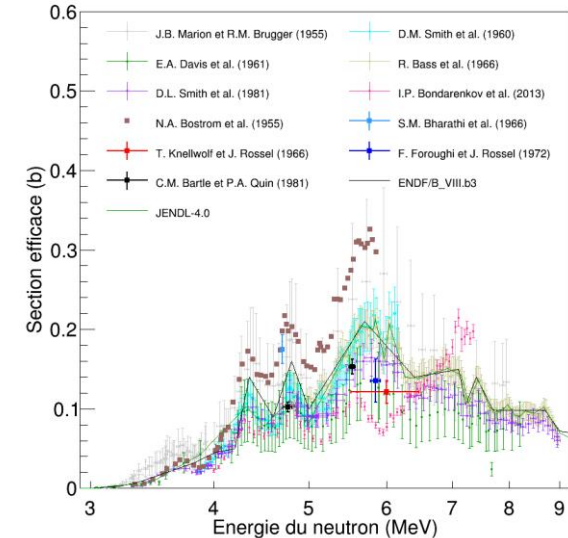 0.6
J.B. Marion et R.M. Brugger (1955) D.M. Smith et al. (1960)
E.A. Davis et al. (1961) R. Bass et al. (1966)
D.L. Smith et al. (1981) I.P. Bondarenkov et al. (2013)
0.5
N.A. Bostrom et al. (1955) S.M. Bharathi et al. (1966)
T. Knellwolf et J. Rossel (1966) F. Foroughi et J. Rossel (1972)
0.4
C.M. Bartle et P.A. Quin (1981) ENDF/B_VIII.b3
JENDL-4.0
0.3
0.2
0.1
0
Section efficace (b)
3 4 5 6 7 8 9
Energie du neutron (MeV)